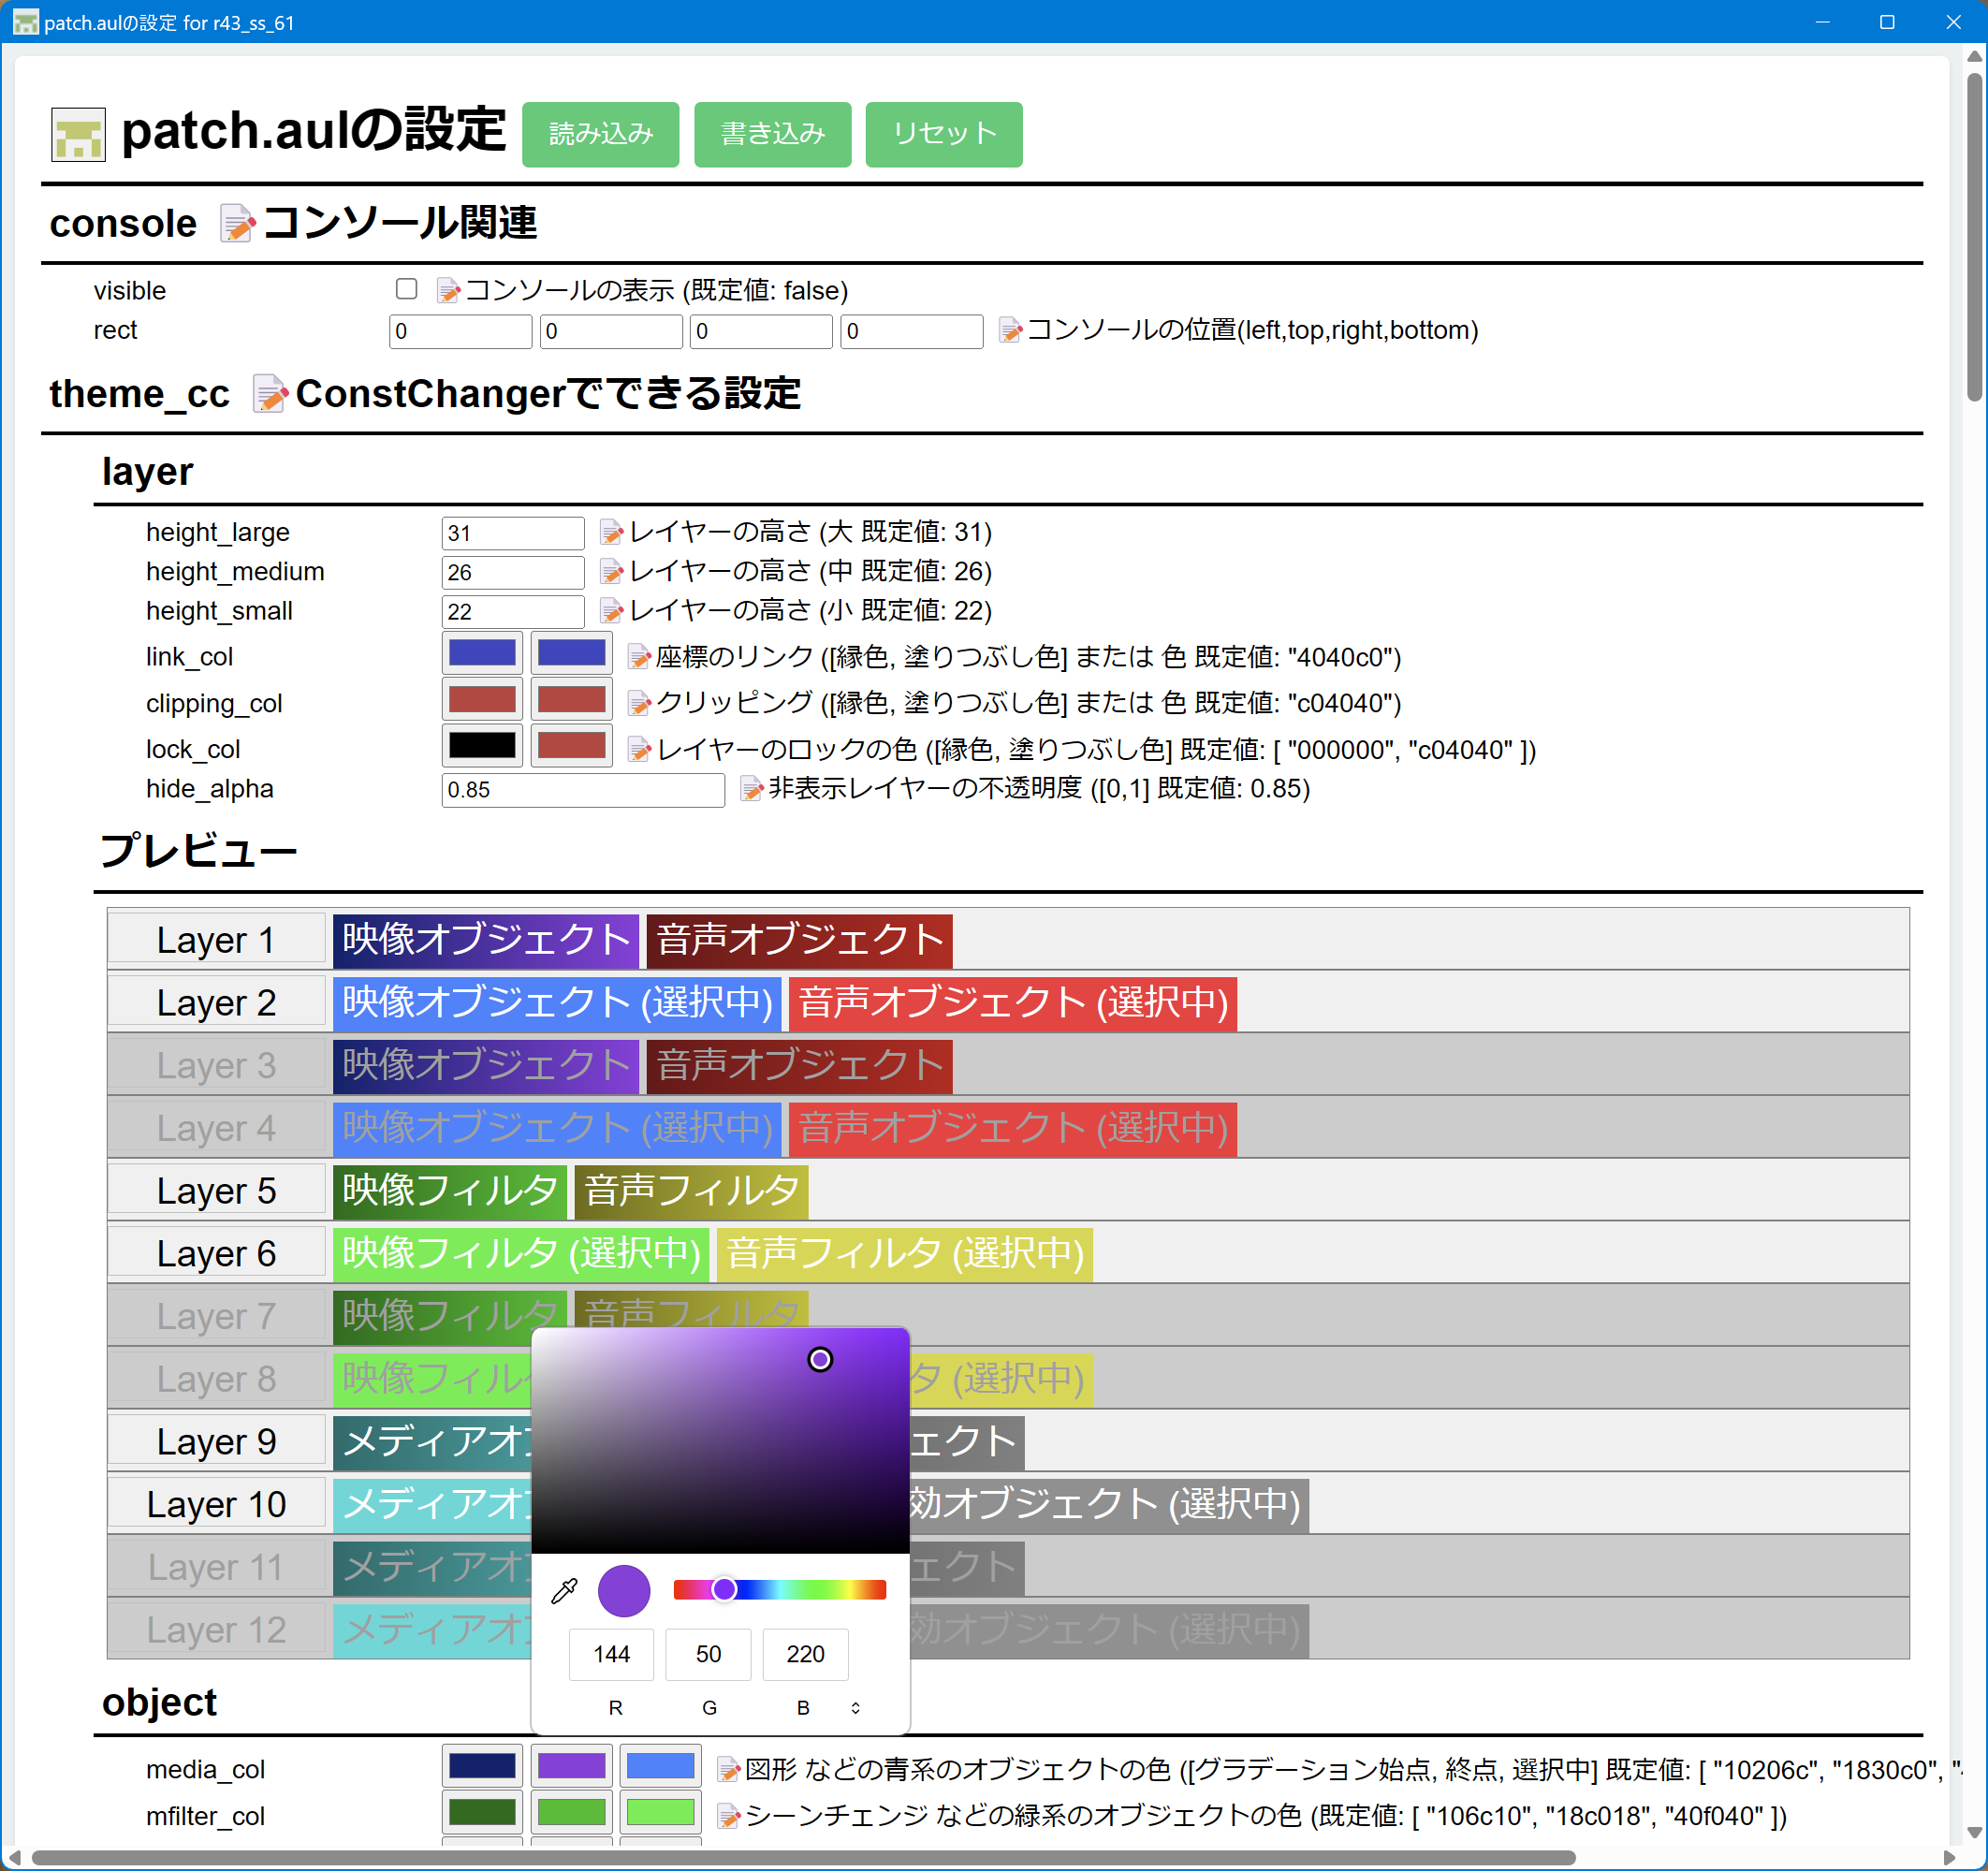 patch.aulの設定 for r43_ss_61
patch.aulの設定 読み込み 書き込み リセット
console 📝コンソール関連
visible 📝コンソールの表示 (既定値: false)
rect 0 0 0 0 📝コンソールの位置(left,top,right,bottom)
theme_cc 📝ConstChangerでできる設定
layer
height_large 31 📝レイヤーの高さ (大 既定値: 31)
height_medium 26 📝レイヤーの高さ (中 既定値: 26)
height_small 22 📝レイヤーの高さ (小 既定値: 22)
link_col 📝座標のリンク ([縁色, 塗りつぶし色] または 色 既定値: "4040c0")
clipping_col 📝クリッピング ([縁色, 塗りつぶし色] または 色 既定値: "c04040")
lock_col 📝レイヤーのロックの色 ([縁色, 塗りつぶし色] 既定値: [ "000000", "c04040" ])
hide_alpha 0.85 📝非表示レイヤーの不透明度 ([0,1] 既定値: 0.85)
プレビュー
Layer 1 映像オブジェクト 音声オブジェクト
Layer 2 映像オブジェクト (選択中) 音声オブジェクト (選択中)
Layer 3 映像オブジェクト 音声オブジェクト
Layer 4 映像オブジェクト (選択中) 音声オブジェクト (選択中)
Layer 5 映像フィルタ 音声フィルタ
Layer 6 映像フィルタ (選択中) 音声フィルタ (選択中)
Layer 7 映像フィルタ 音声フィルタ
Layer 8 映像フィル タ (選択中)
Layer 9 メディアオ ェクト
Layer 10 メディアオ 効オブジェクト (選択中)
Layer 11 メディアオ ェクト
Layer 12 メディアオ 効オブジェクト (選択中)
144 50 220
R G B
object
media_col 📝図形 などの青系のオブジェクトの色 ([グラデーション始点, 終点, 選択中] 既定値: [ "10206c", "1830c0", "
mfilter_col 📝シーンチェンジ などの緑系のオブジェクトの色 (既定値: [ "106c10", "18c018", "40f040" ])